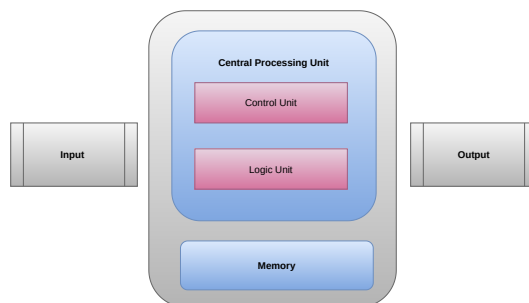 Central Processing Unit
Control Unit
Input
Output
Logic Unit
Memory